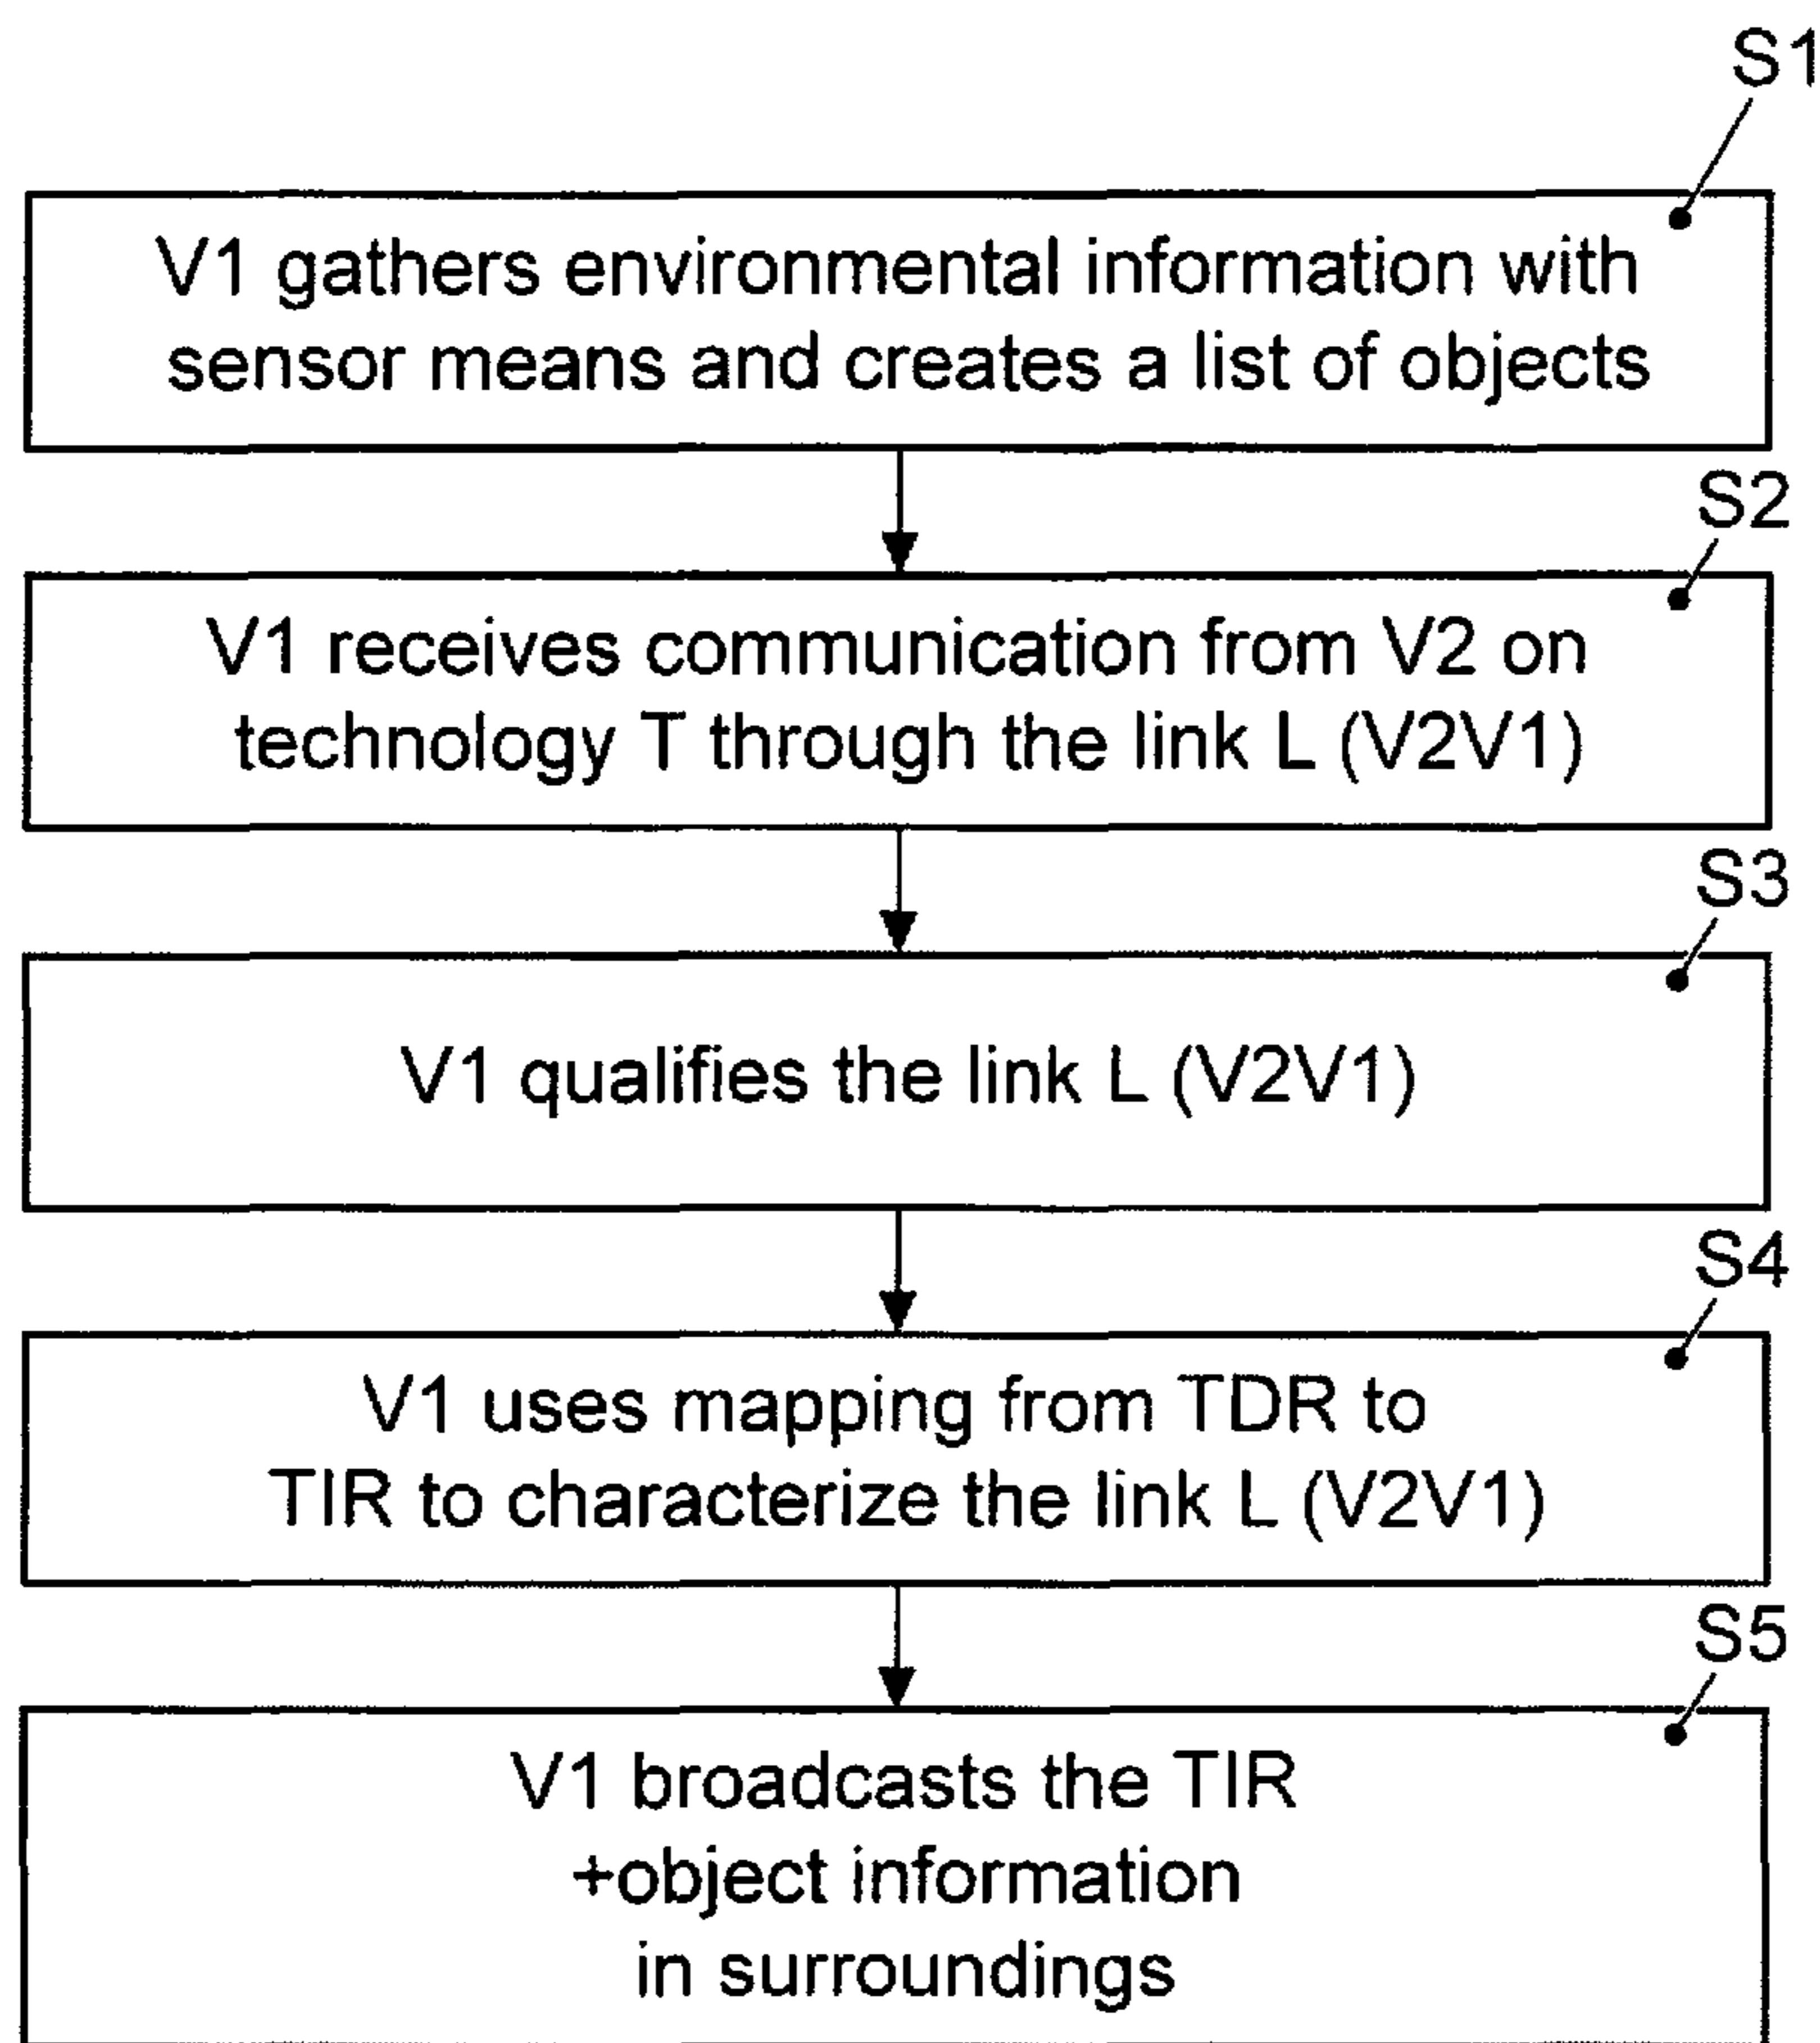 S1
V1 gathers environmental information with
sensor means and creates a list of objects
S2
V1 receives communication from V2 on
technology T through the link L (V2V1)
S3
V1 qualifies the link L (V2V1)
S4
V1 uses mapping from TDR to
TIR to characterize the link L (V2V1)
S5
V1 broadcasts the TIR
+object information
in surroundings